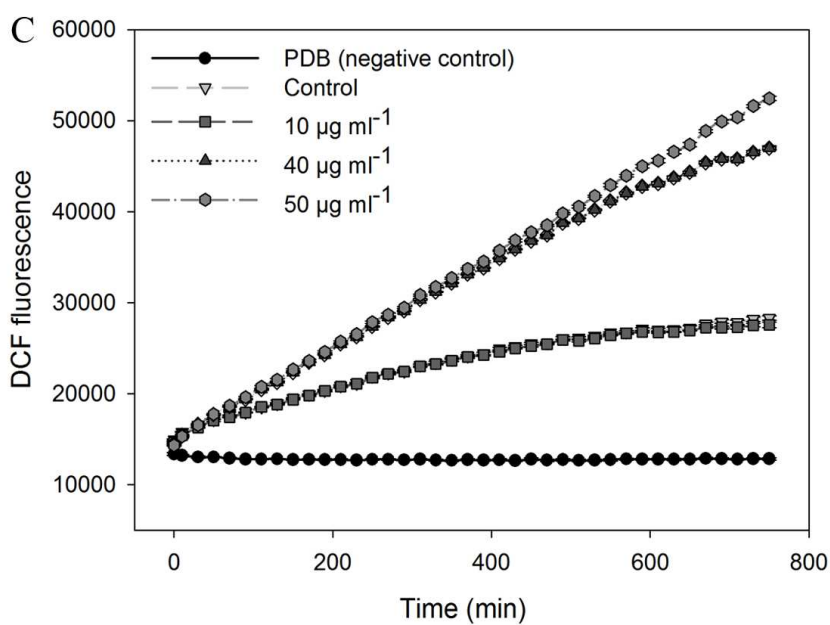 C
60000
50000
40000
30000
20000
10000
DCF fluorescence
PDB (negative control)
Control
10 µg ml⁻¹
40 µg ml⁻¹
50 µg ml⁻¹
0 200 400 600 800
Time (min)